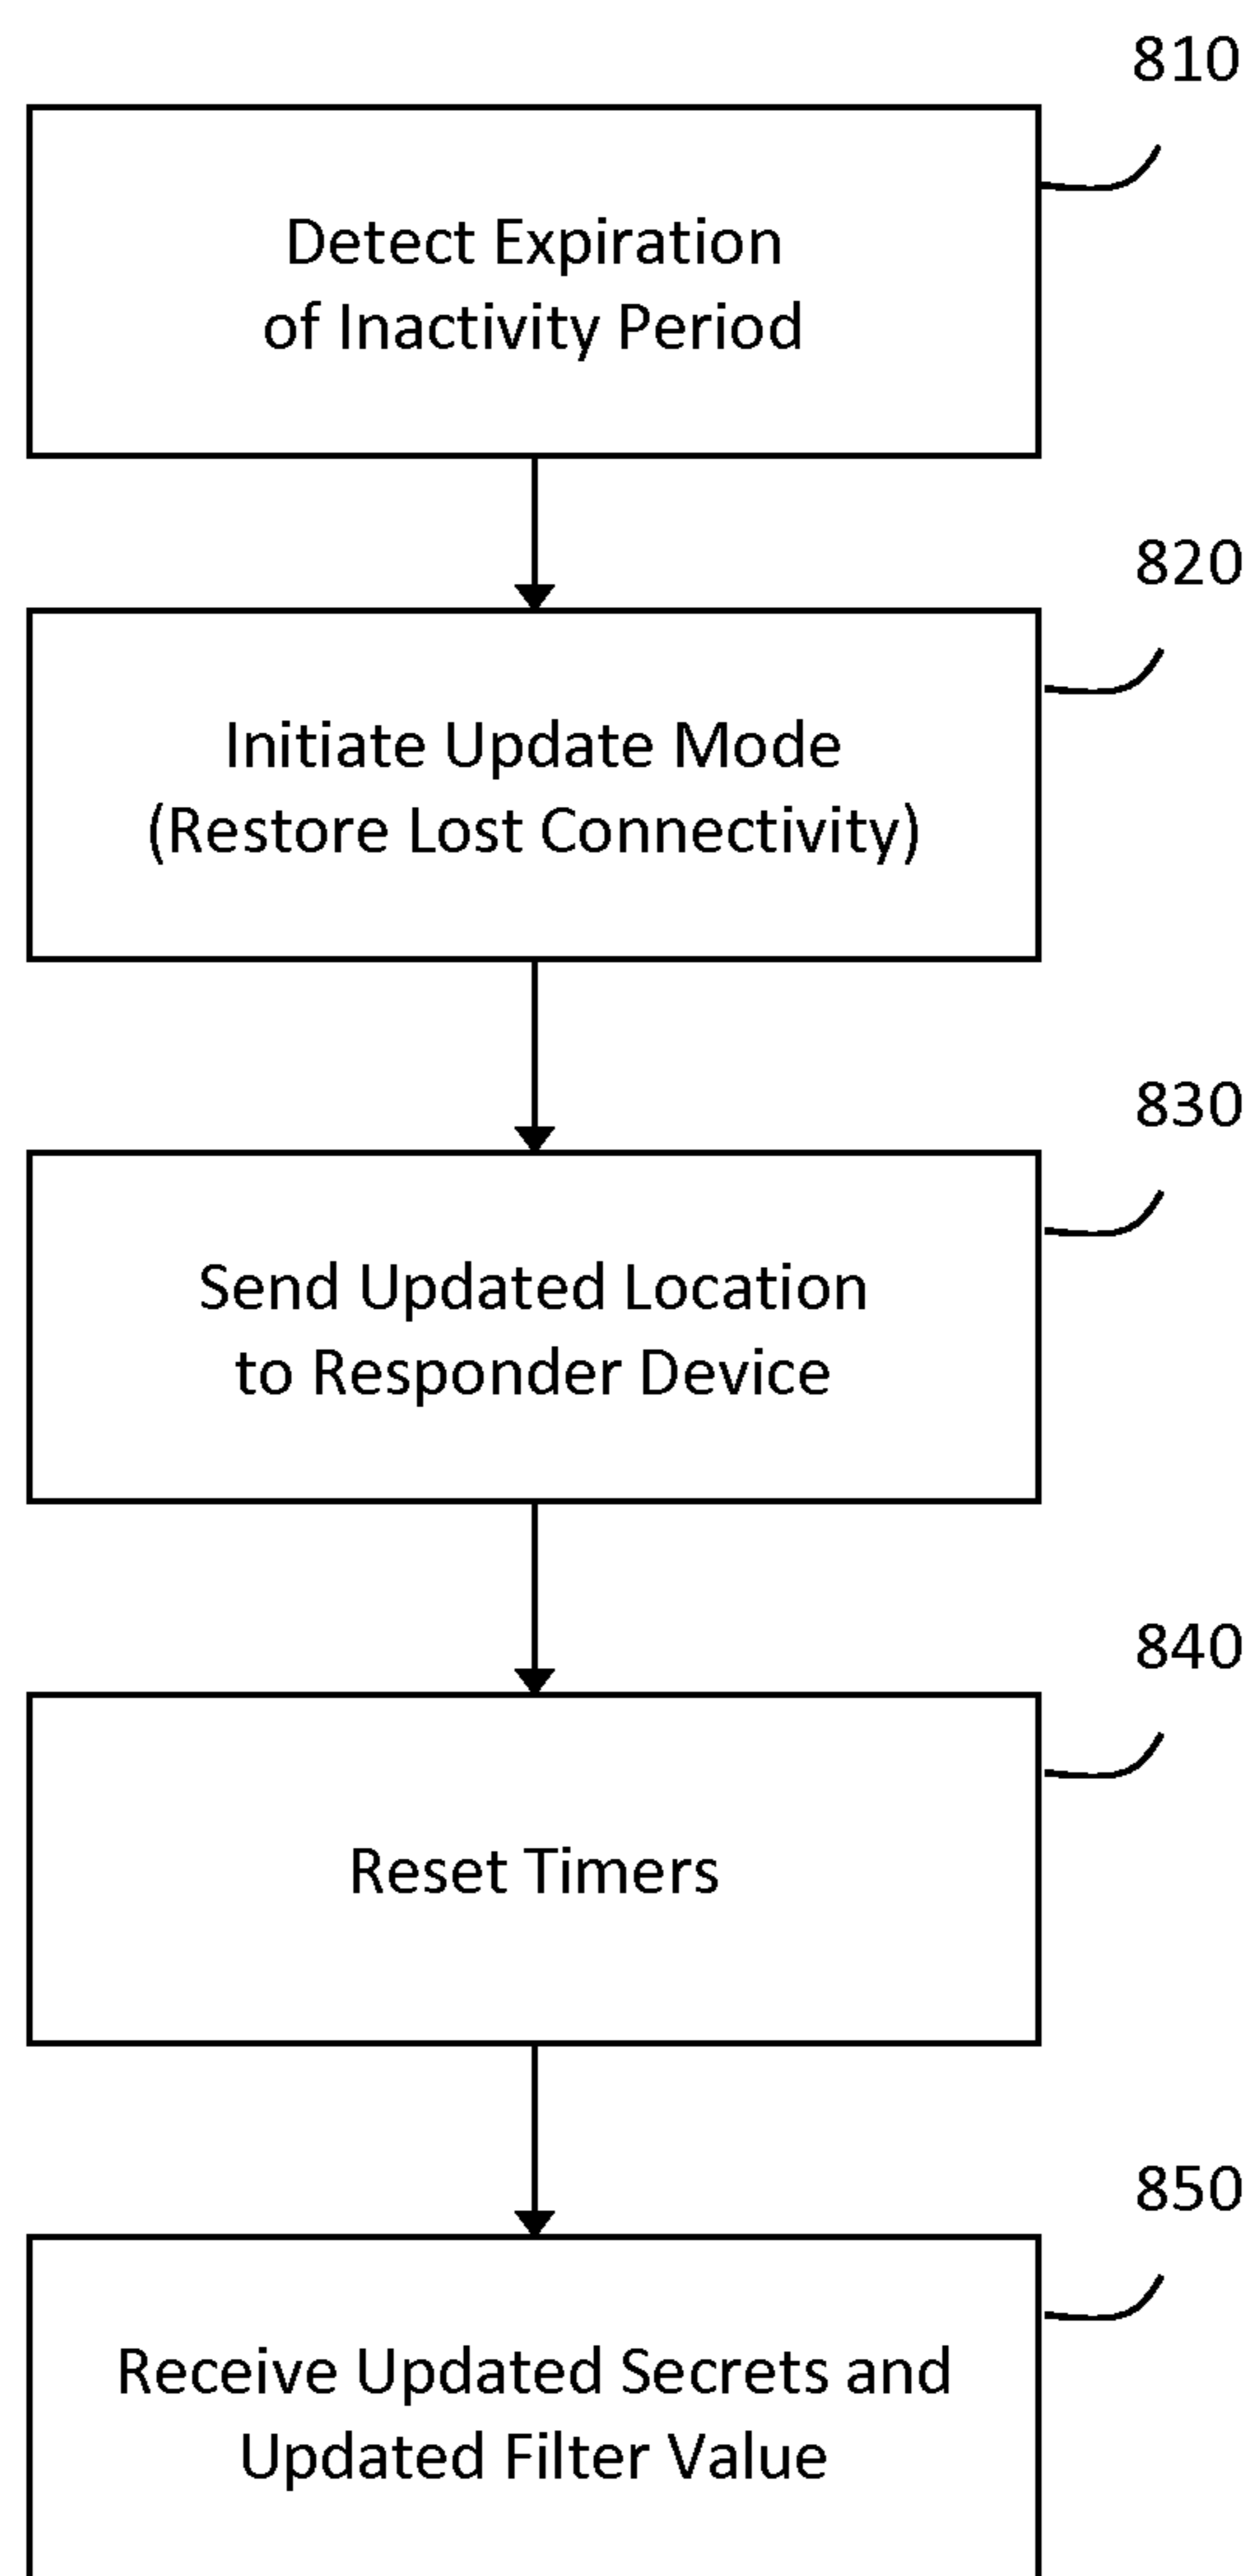 810
Detect Expiration
of Inactivity Period
820
Initiate Update Mode
(Restore Lost Connectivity)
830
Send Updated Location
to Responder Device
840
Reset Timers
850
Receive Updated Secrets and
Updated Filter Value